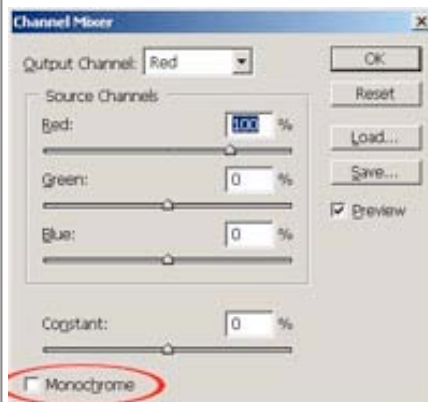 Channel Mixer
Output Channel: Red
OK
Source Channels
Reset
Red: 100 %
Load...
Green: 0 %
Save...
Preview
Blue: 0 %
Constant: 0 %
Monochrome